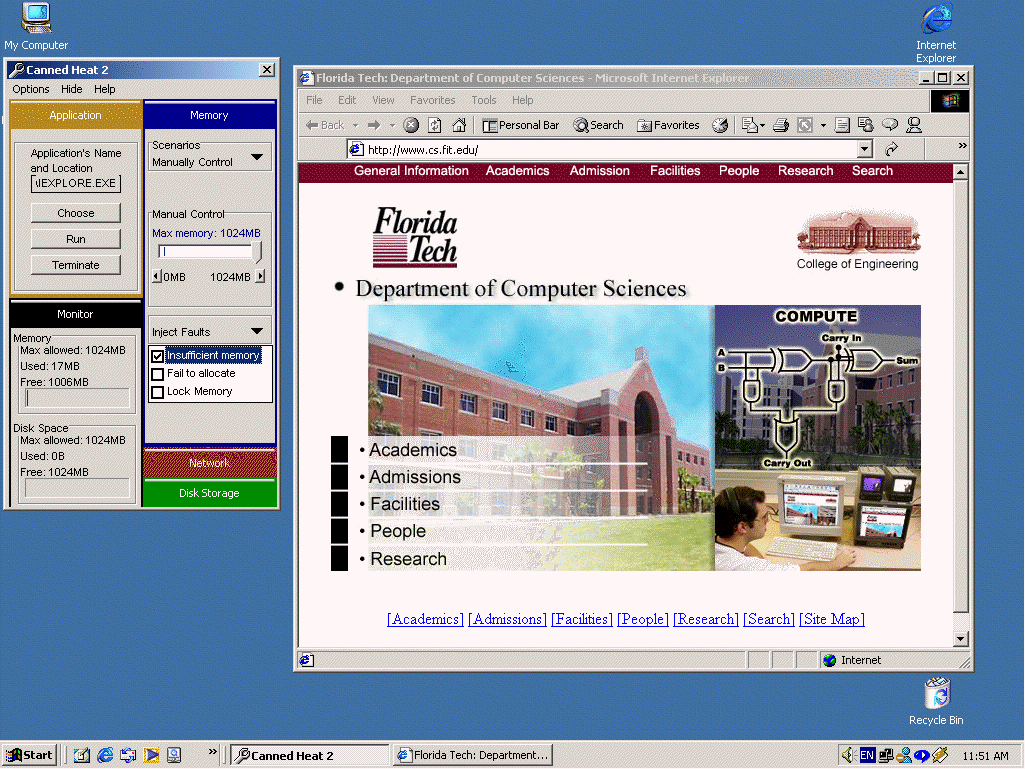 My Computer
Internet
Explorer
Canned Heat 2
Options Hide Help
Application
Application's Name
and Location
\IEXPLORE.EXE
Choose
Run
Terminate
Monitor
Memory
Max allowed: 1024MB
Used: 17MB
Free: 1006MB
Disk Space
Max allowed: 1024MB
Used: 0B
Free: 1024MB
Memory
Scenarios
Manually Control
Manual Control
Max memory: 1024MB
0MB 1024MB
Inject Faults
Insufficient memory
Fail to allocate
Lock Memory
Network
Disk Storage
Florida Tech: Department of Computer Sciences - Microsoft Internet Explorer
File Edit View Favorites Tools Help
Back Personal Bar Search Favorites
http://www.cs.fit.edu/
General Information Academics Admission Facilities People Research Search
Florida
Tech
College of Engineering
• Department of Computer Sciences
COMPUTE
Carry In
A
B
Sum
Carry Out
• Academics
• Admissions
• Facilities
• People
• Research
[Academics] [Admissions] [Facilities] [People] [Research] [Search] [Site Map]
Internet
Recycle Bin
Start
Canned Heat 2
Florida Tech: Department...
EN
11:51 AM